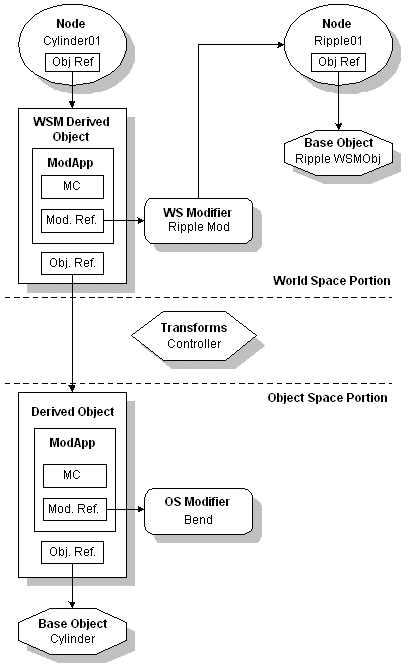 Node
Cylinder01
Obj Ref
Node
Ripple01
Obj Ref
WSM Derived
Object
ModApp
MC
Mod. Ref.
Obj. Ref.
WS Modifier
Ripple Mod
Base Object
Ripple WSMObj
World Space Portion
Transforms
Controller
Object Space Portion
Derived Object
ModApp
MC
Mod. Ref.
Obj. Ref.
OS Modifier
Bend
Base Object
Cylinder